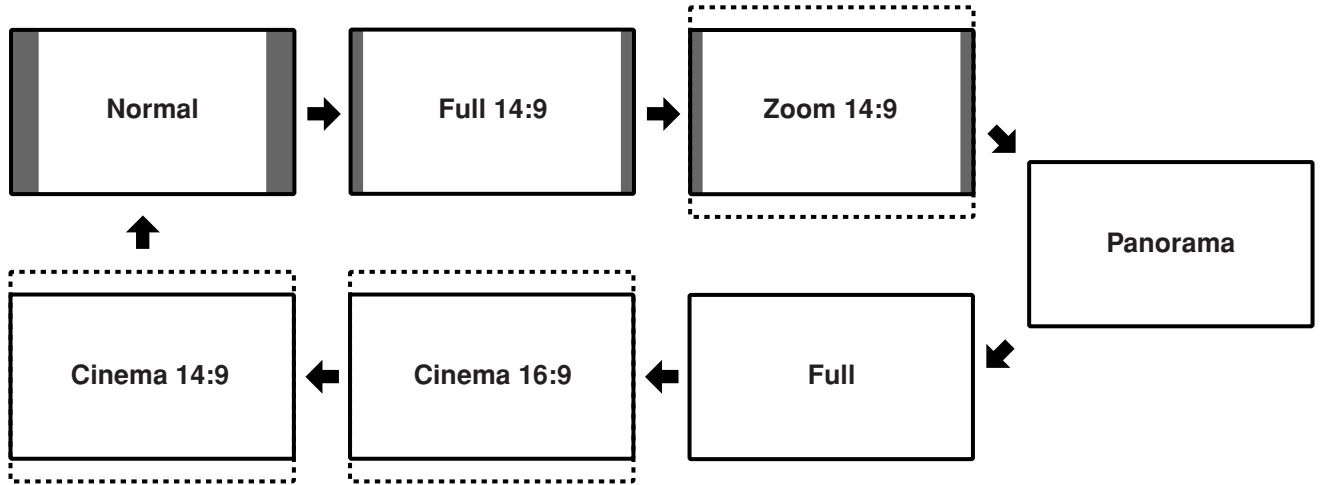 Normal
Full 14:9
Zoom 14:9
Panorama
Cinema 14:9
Cinema 16:9
Full